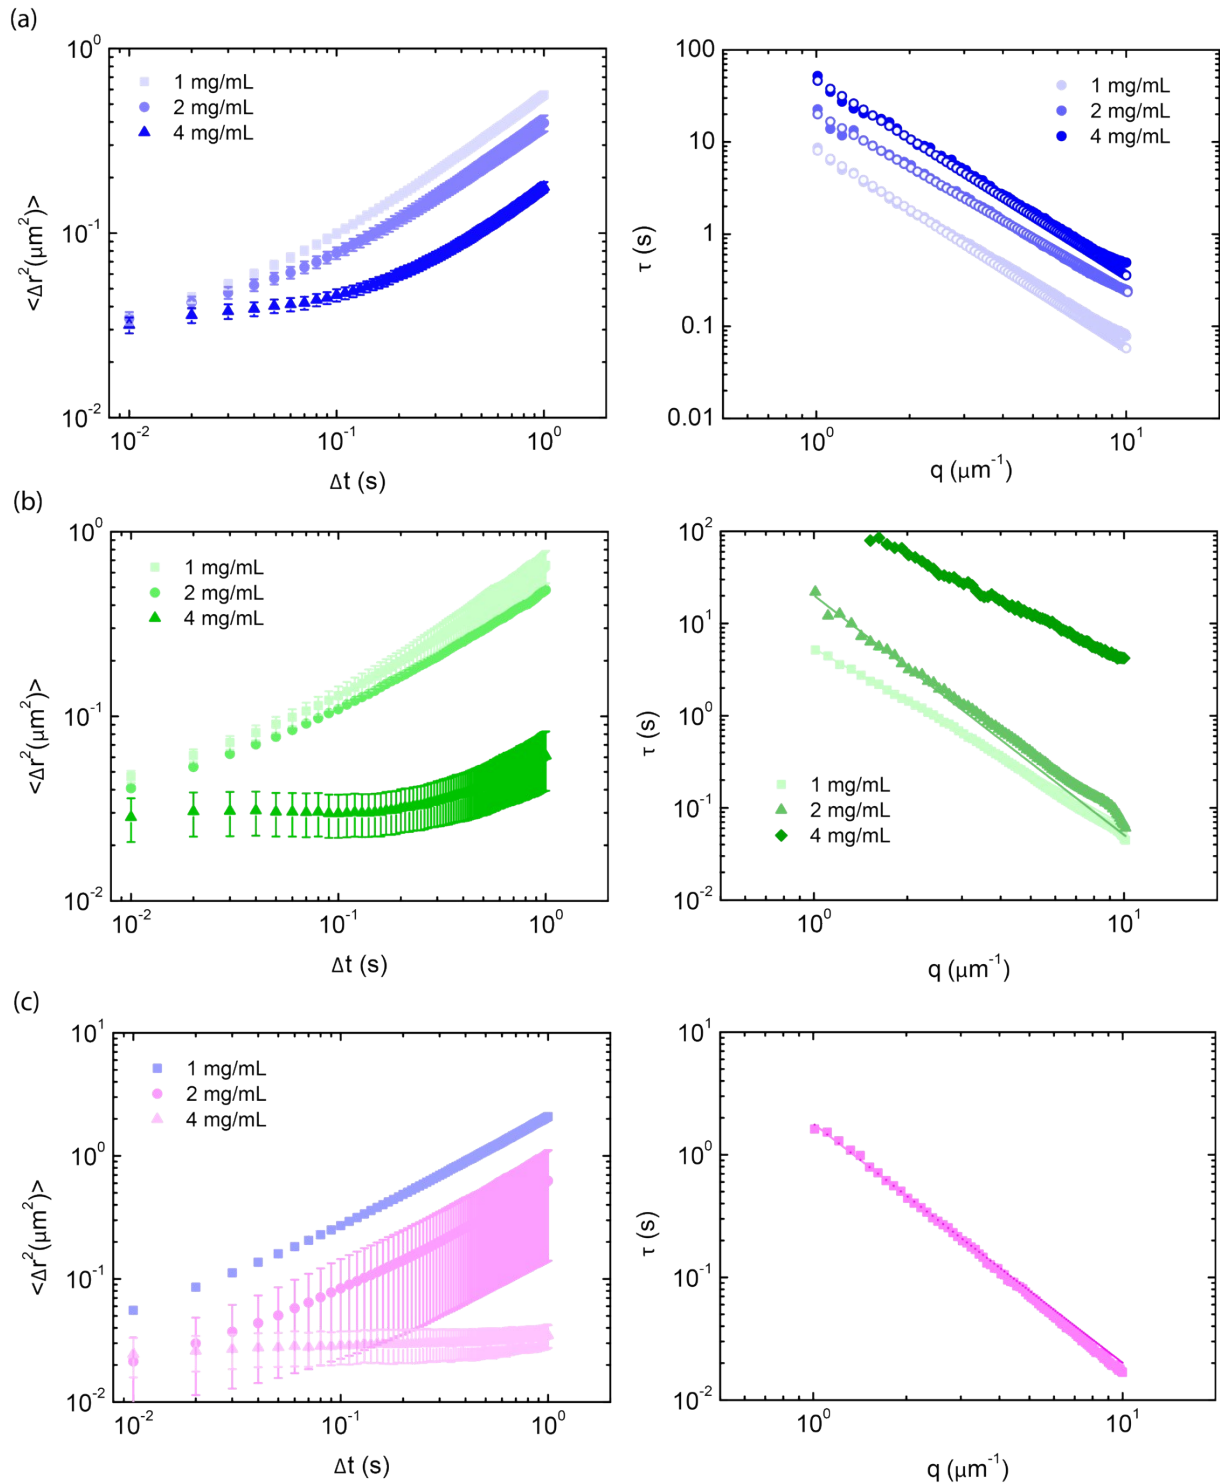 (a)
10⁰
10⁻¹
10⁻²
10⁻²
10⁻¹
10⁰
<Δr²(μm²)>
Δt (s)
1 mg/mL
2 mg/mL
4 mg/mL
100
10
1
0.1
0.01
10⁰
10¹
τ (s)
q (μm⁻¹)
1 mg/mL
2 mg/mL
4 mg/mL
(b)
10⁰
10⁻¹
10⁻²
10⁻²
10⁻¹
10⁰
<Δr²(μm²)>
Δt (s)
1 mg/mL
2 mg/mL
4 mg/mL
10²
10¹
10⁰
10⁻¹
10⁻²
10⁰
10¹
τ (s)
q (μm⁻¹)
1 mg/mL
2 mg/mL
4 mg/mL
(c)
10¹
10⁰
10⁻¹
10⁻²
10⁻²
10⁻¹
10⁰
<Δr²(μm²)>
Δt (s)
1 mg/mL
2 mg/mL
4 mg/mL
10¹
10⁰
10⁻¹
10⁻²
10⁰
10¹
τ (s)
q (μm⁻¹)